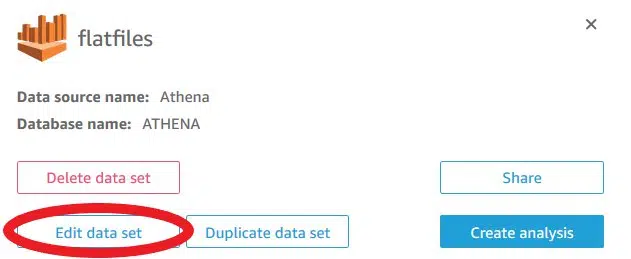 flatfiles
Data source name: Athena
Database name: ATHENA
Delete data set Share
Edit data set Duplicate data set Create analysis